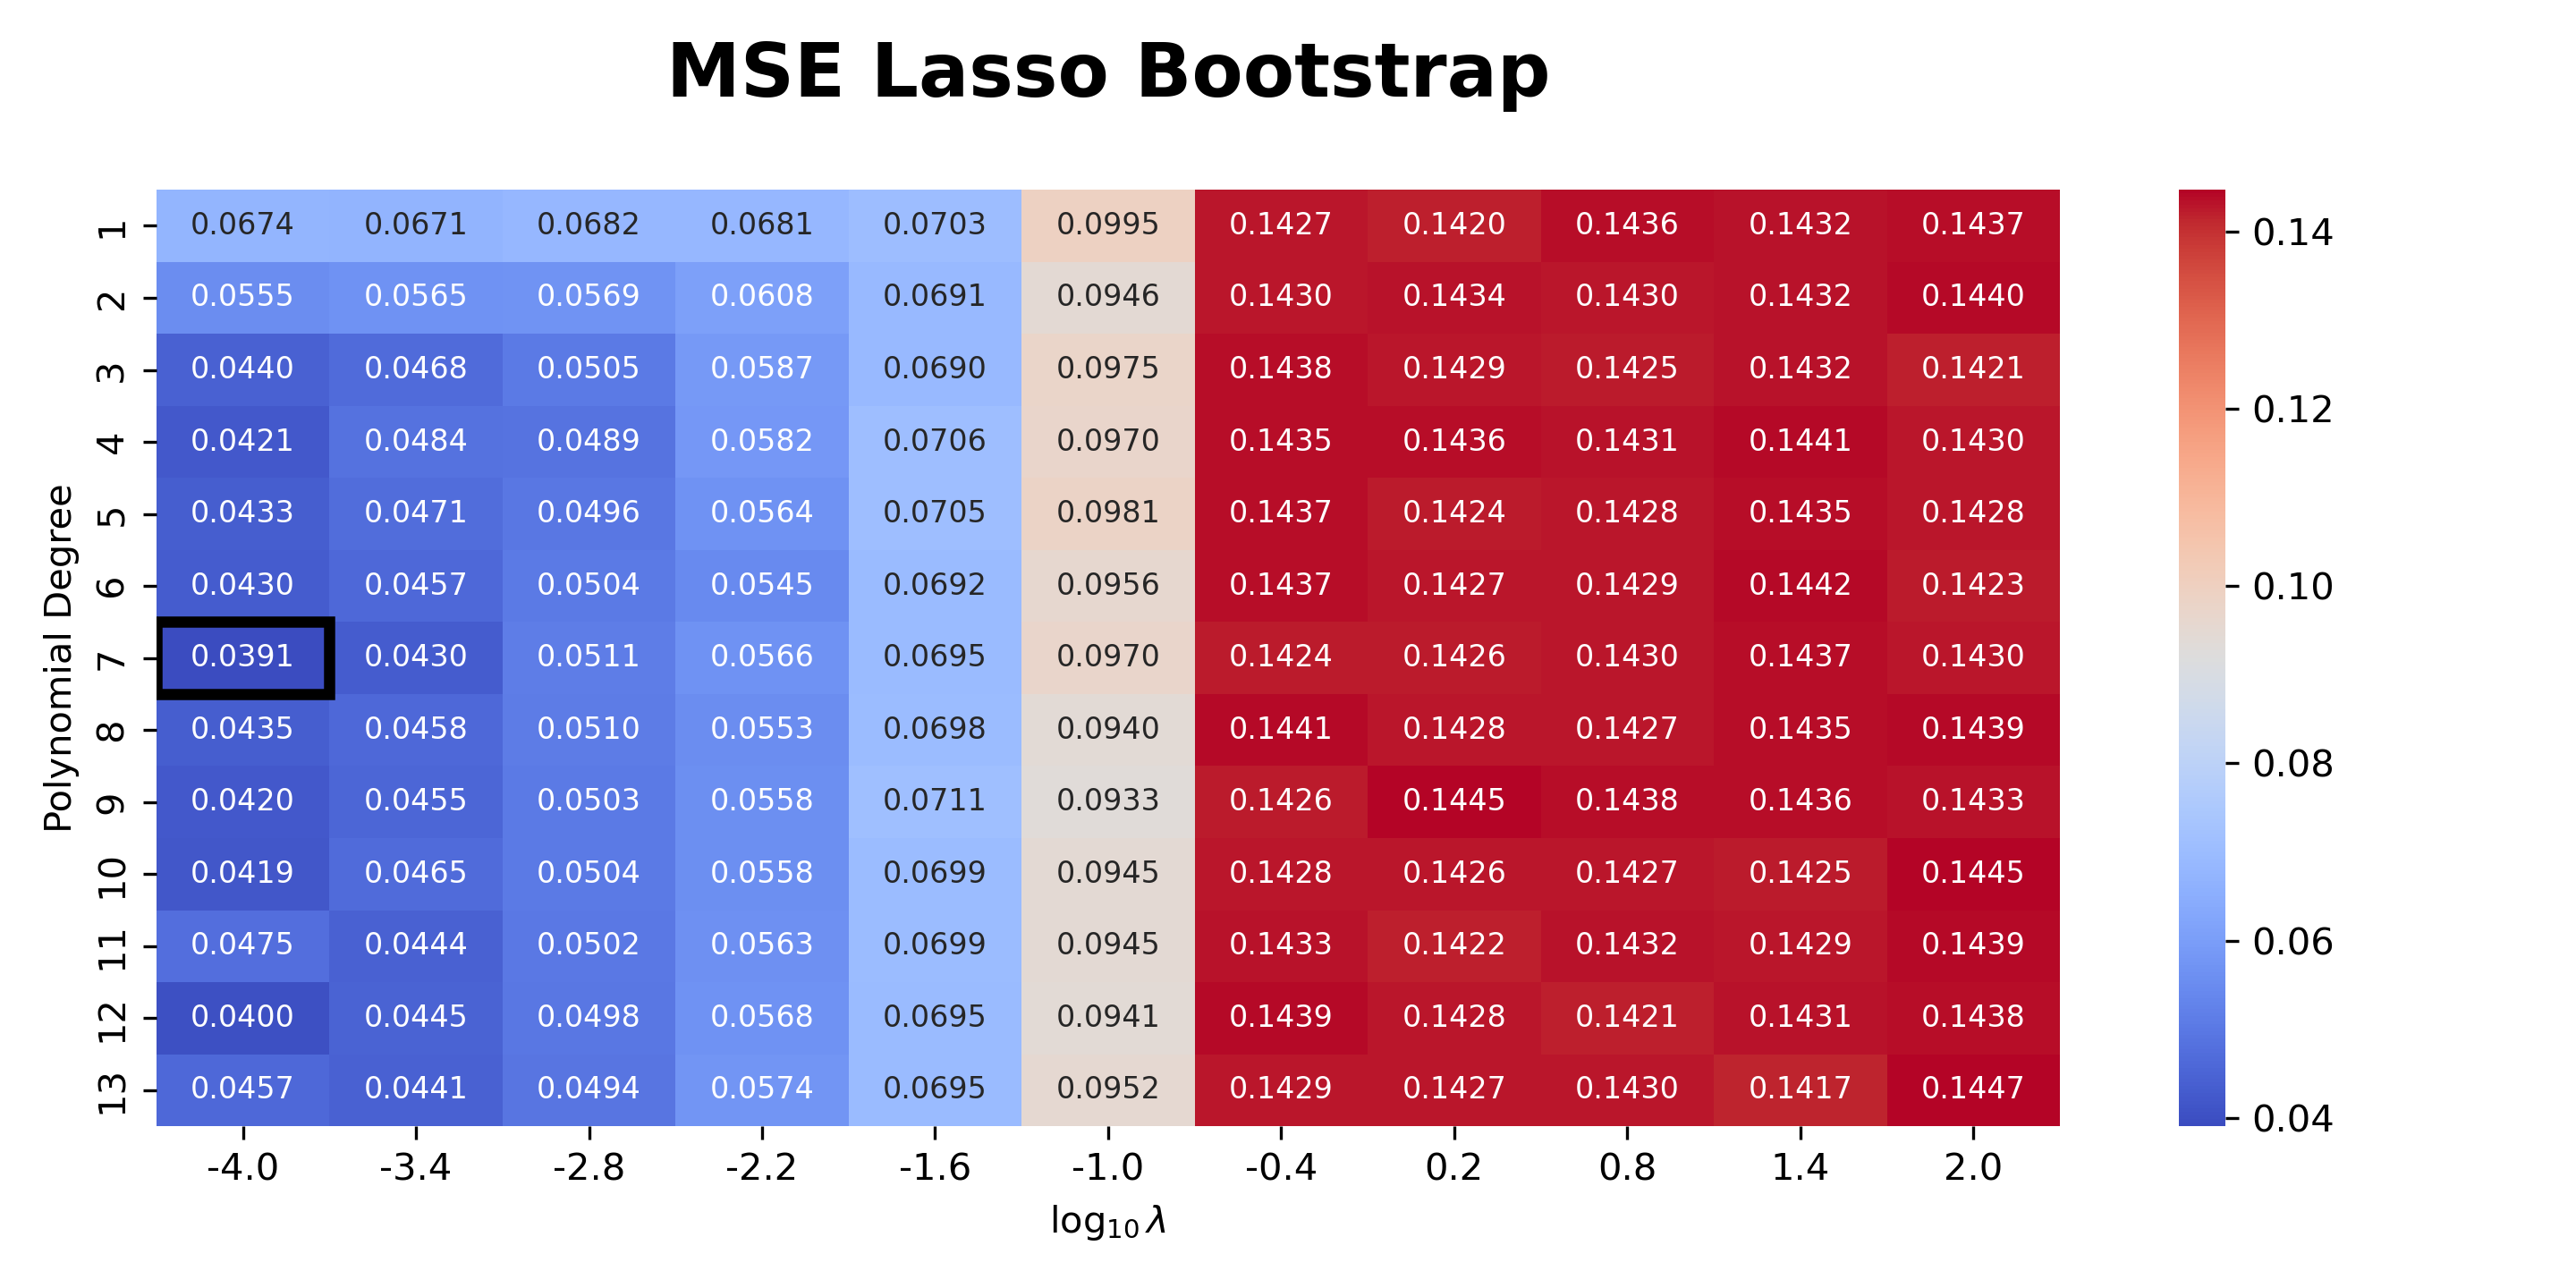 MSE Lasso Bootstrap
Polynomial Degree
1 0.0674 0.0671 0.0682 0.0681 0.0703 0.0995 0.1427 0.1420 0.1436 0.1432 0.1437
2 0.0555 0.0565 0.0569 0.0608 0.0691 0.0946 0.1430 0.1434 0.1430 0.1432 0.1440
3 0.0440 0.0468 0.0505 0.0587 0.0690 0.0975 0.1438 0.1429 0.1425 0.1432 0.1421
4 0.0421 0.0484 0.0489 0.0582 0.0706 0.0970 0.1435 0.1436 0.1431 0.1441 0.1430
5 0.0433 0.0471 0.0496 0.0564 0.0705 0.0981 0.1437 0.1424 0.1428 0.1435 0.1428
6 0.0430 0.0457 0.0504 0.0545 0.0692 0.0956 0.1437 0.1427 0.1429 0.1442 0.1423
7 0.0391 0.0430 0.0511 0.0566 0.0695 0.0970 0.1424 0.1426 0.1430 0.1437 0.1430
8 0.0435 0.0458 0.0510 0.0553 0.0698 0.0940 0.1441 0.1428 0.1427 0.1435 0.1439
9 0.0420 0.0455 0.0503 0.0558 0.0711 0.0933 0.1426 0.1445 0.1438 0.1436 0.1433
10 0.0419 0.0465 0.0504 0.0558 0.0699 0.0945 0.1428 0.1426 0.1427 0.1425 0.1445
11 0.0475 0.0444 0.0502 0.0563 0.0699 0.0945 0.1433 0.1422 0.1432 0.1429 0.1439
12 0.0400 0.0445 0.0498 0.0568 0.0695 0.0941 0.1439 0.1428 0.1421 0.1431 0.1438
13 0.0457 0.0441 0.0494 0.0574 0.0695 0.0952 0.1429 0.1427 0.1430 0.1417 0.1447
-4.0 -3.4 -2.8 -2.2 -1.6 -1.0 -0.4 0.2 0.8 1.4 2.0
log₁₀ λ
0.14
0.12
0.10
0.08
0.06
0.04